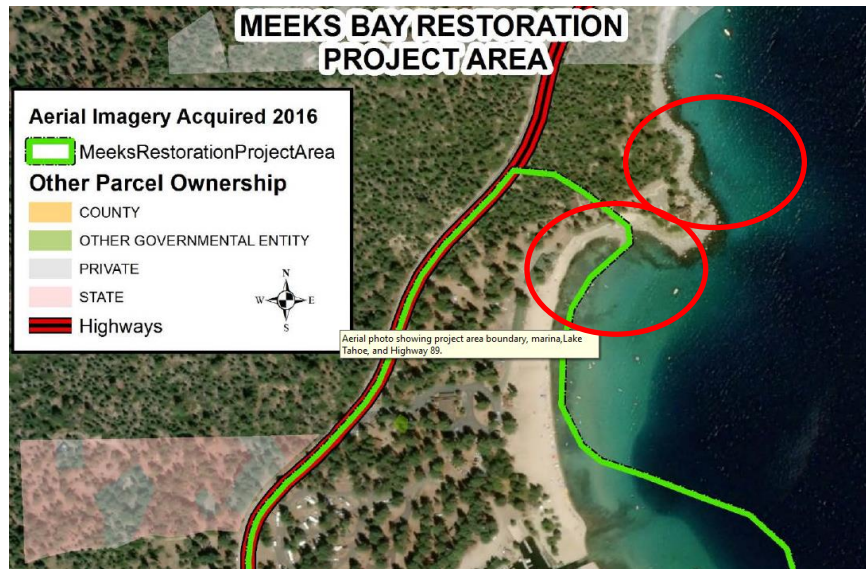 MEEKS BAY RESTORATION
PROJECT AREA
Aerial Imagery Acquired 2016
MeeksRestorationProjectArea
Other Parcel Ownership
COUNTY
OTHER GOVERNMENTAL ENTITY
PRIVATE
STATE
Highways
N
W E
S
Aerial photo showing project area boundary, marina,Lake
Tahoe, and Highway 89.